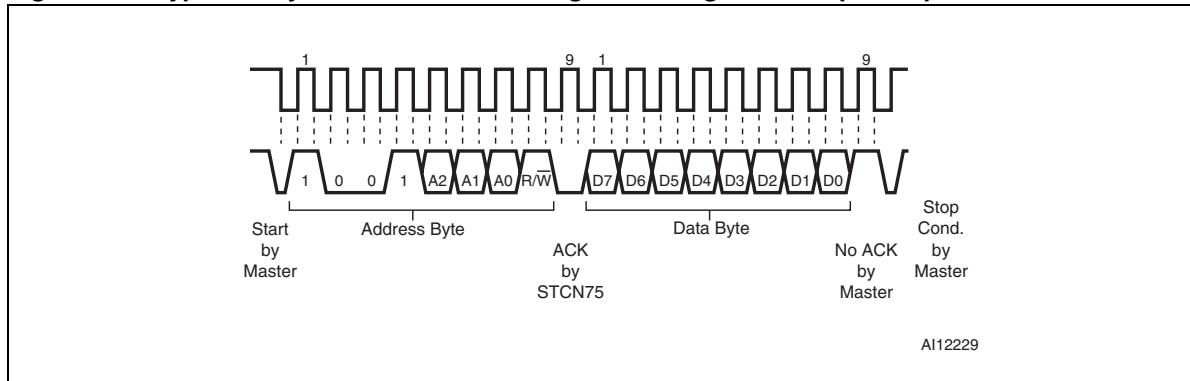 1 9 1 9
1 0 0 1 A2 A1 A0 R/W̅ D7 D6 D5 D4 D3 D2 D1 D0
Start
by
Master
Address Byte
ACK
by
STCN75
Data Byte
No ACK
by
Master
Stop
Cond.
by
Master
AI12229